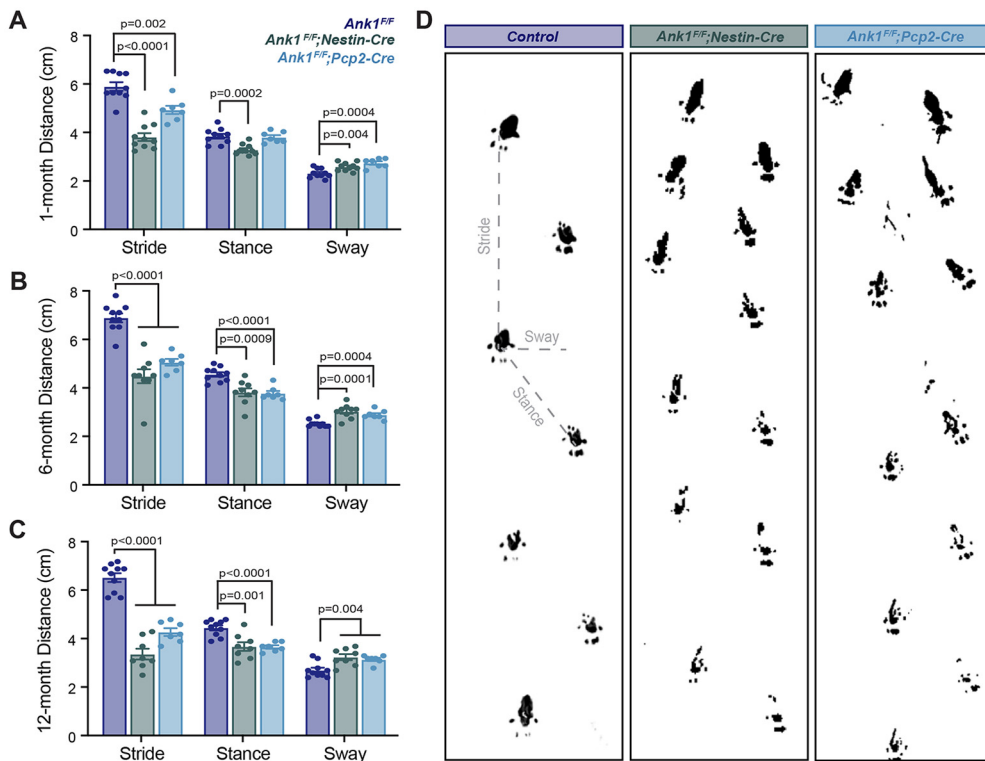 A
Ank1F/F
Ank1F/F;Nestin-Cre
Ank1F/F;Pcp2-Cre
p=0.002
p<0.0001
p=0.0002
p=0.0004
p=0.004
1-month Distance (cm)
8
6
4
2
0
Stride Stance Sway
B
p<0.0001
p<0.0001
p=0.0009
p=0.0004
p=0.0001
6-month Distance (cm)
8
6
4
2
0
Stride Stance Sway
C
p<0.0001
p<0.0001
p=0.001
p=0.004
12-month Distance (cm)
8
6
4
2
0
Stride Stance Sway
D
Control Ank1F/F;Nestin-Cre Ank1F/F;Pcp2-Cre
Stride
Sway
Stance